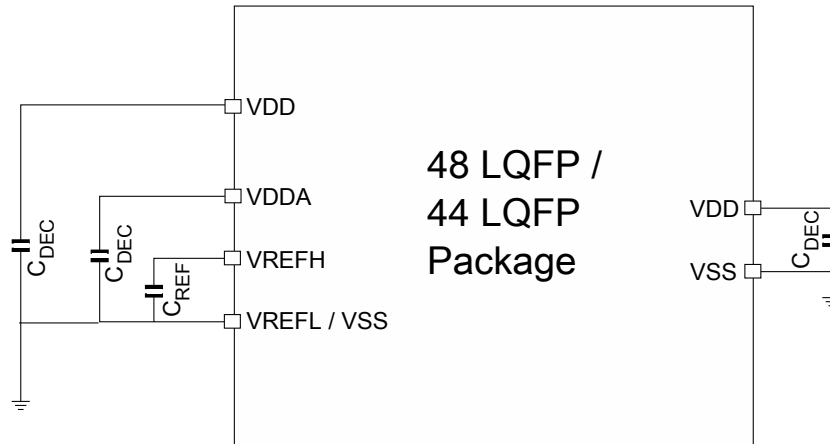 VDD
48 LQFP /
44 LQFP
Package
VDDA
VDD
CDEC
CDEC
CDEC
VREFH
CREF
VSS
VREFL / VSS